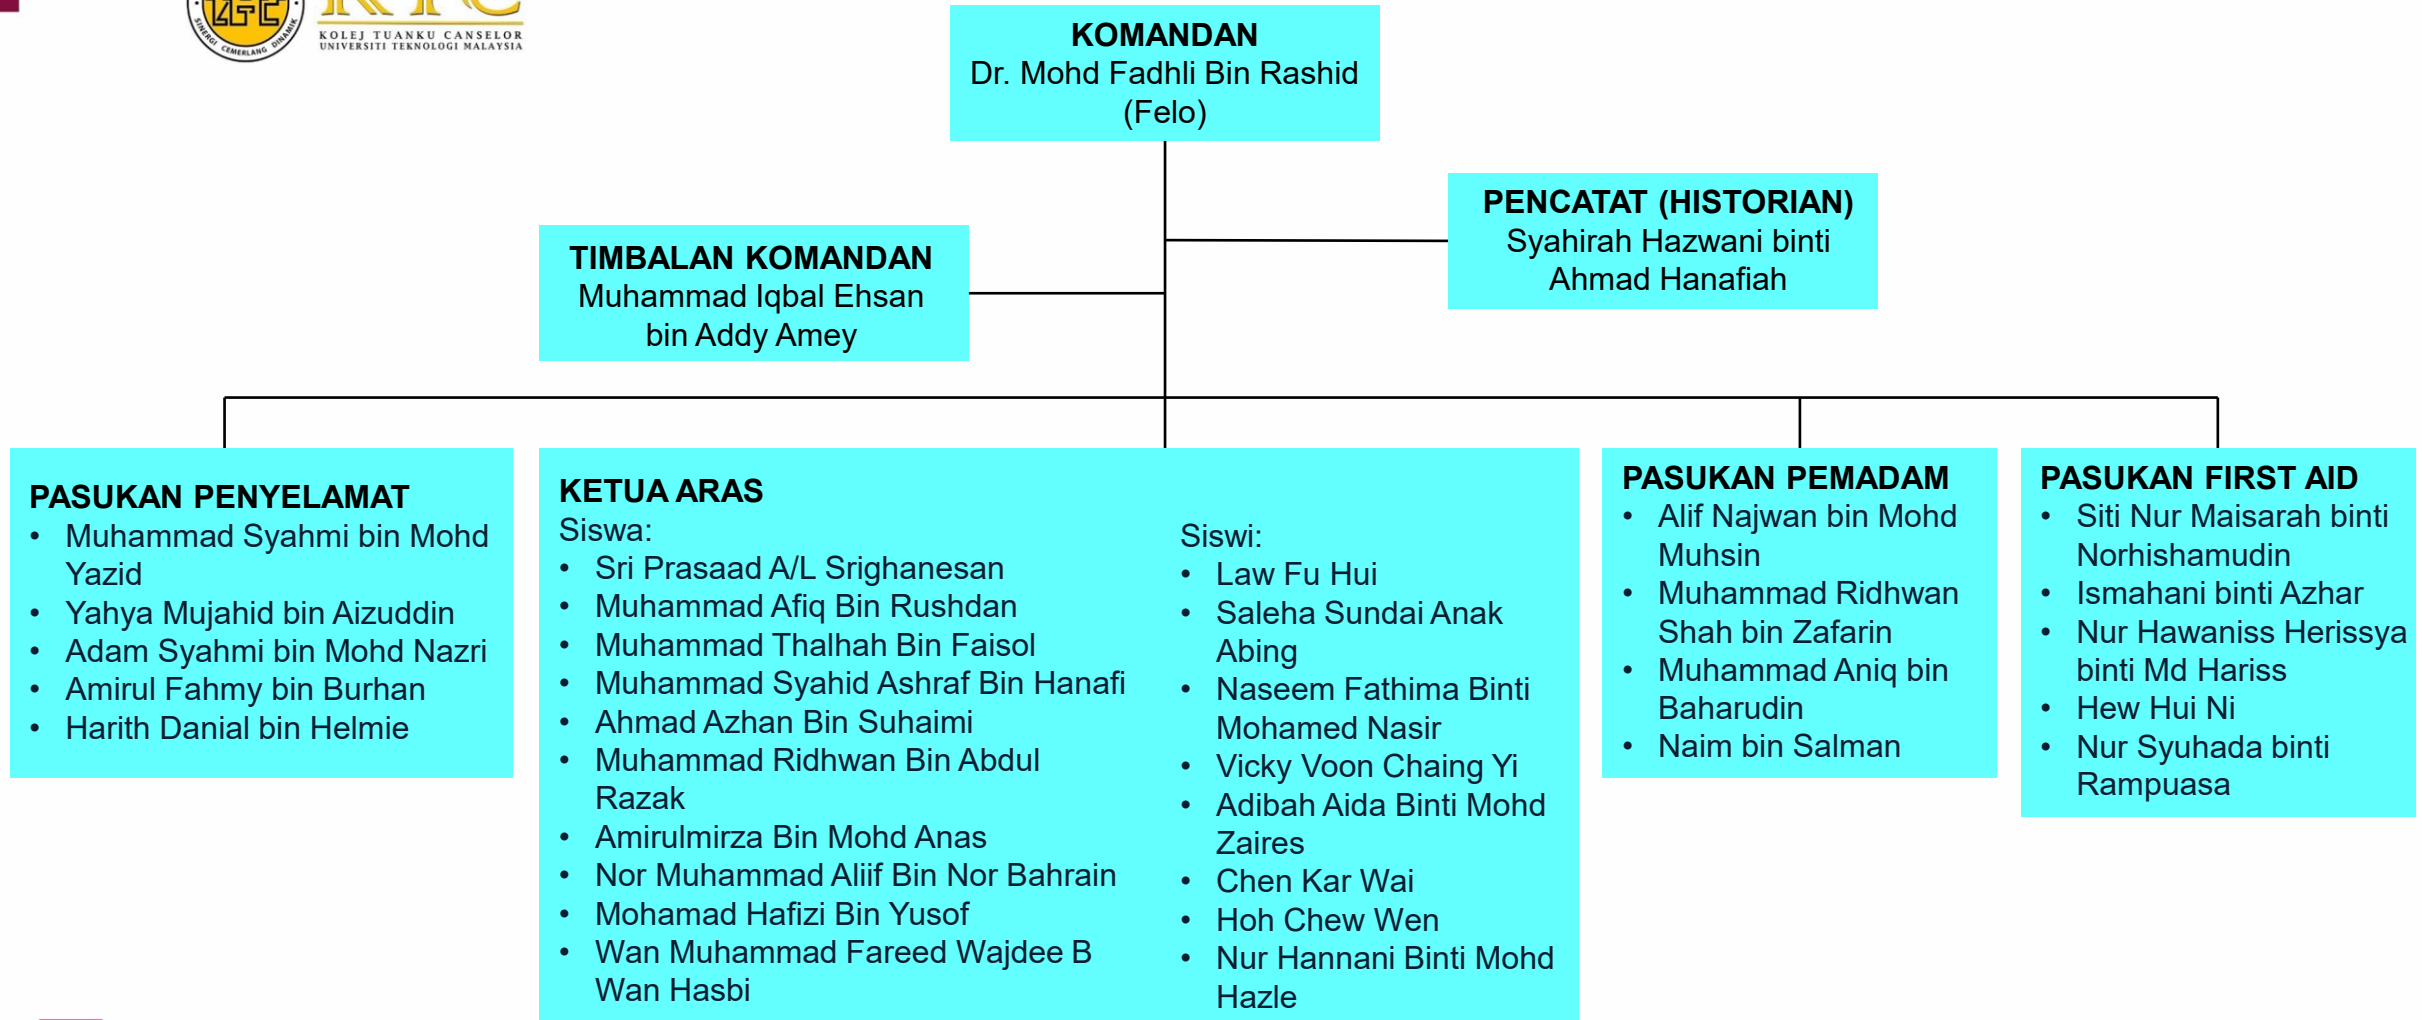 SINERGI CEMERLANG DINAMIK
KTC
KOLEJ TUANKU CANSELOR
UNIVERSITI TEKNOLOGI MALAYSIA
KOMANDAN
Dr. Mohd Fadhli Bin Rashid
(Felo)
PENCATAT (HISTORIAN)
Syahirah Hazwani binti
Ahmad Hanafiah
TIMBALAN KOMANDAN
Muhammad Iqbal Ehsan
bin Addy Amey
PASUKAN PENYELAMAT
• Muhammad Syahmi bin Mohd
Yazid
• Yahya Mujahid bin Aizuddin
• Adam Syahmi bin Mohd Nazri
• Amirul Fahmy bin Burhan
• Harith Danial bin Helmie
KETUA ARAS
Siswa:
• Sri Prasaad A/L Srighanesan
• Muhammad Afiq Bin Rushdan
• Muhammad Thalhah Bin Faisol
• Muhammad Syahid Ashraf Bin Hanafi
• Ahmad Azhan Bin Suhaimi
• Muhammad Ridhwan Bin Abdul
Razak
• Amirulmirza Bin Mohd Anas
• Nor Muhammad Aliif Bin Nor Bahrain
• Mohamad Hafizi Bin Yusof
• Wan Muhammad Fareed Wajdee B
Wan Hasbi
Siswi:
• Law Fu Hui
• Saleha Sundai Anak
Abing
• Naseem Fathima Binti
Mohamed Nasir
• Vicky Voon Chaing Yi
• Adibah Aida Binti Mohd
Zaires
• Chen Kar Wai
• Hoh Chew Wen
• Nur Hannani Binti Mohd
Hazle
PASUKAN PEMADAM
• Alif Najwan bin Mohd
Muhsin
• Muhammad Ridhwan
Shah bin Zafarin
• Muhammad Aniq bin
Baharudin
• Naim bin Salman
PASUKAN FIRST AID
• Siti Nur Maisarah binti
Norhishamudin
• Ismahani binti Azhar
• Nur Hawaniss Herissya
binti Md Hariss
• Hew Hui Ni
• Nur Syuhada binti
Rampuasa